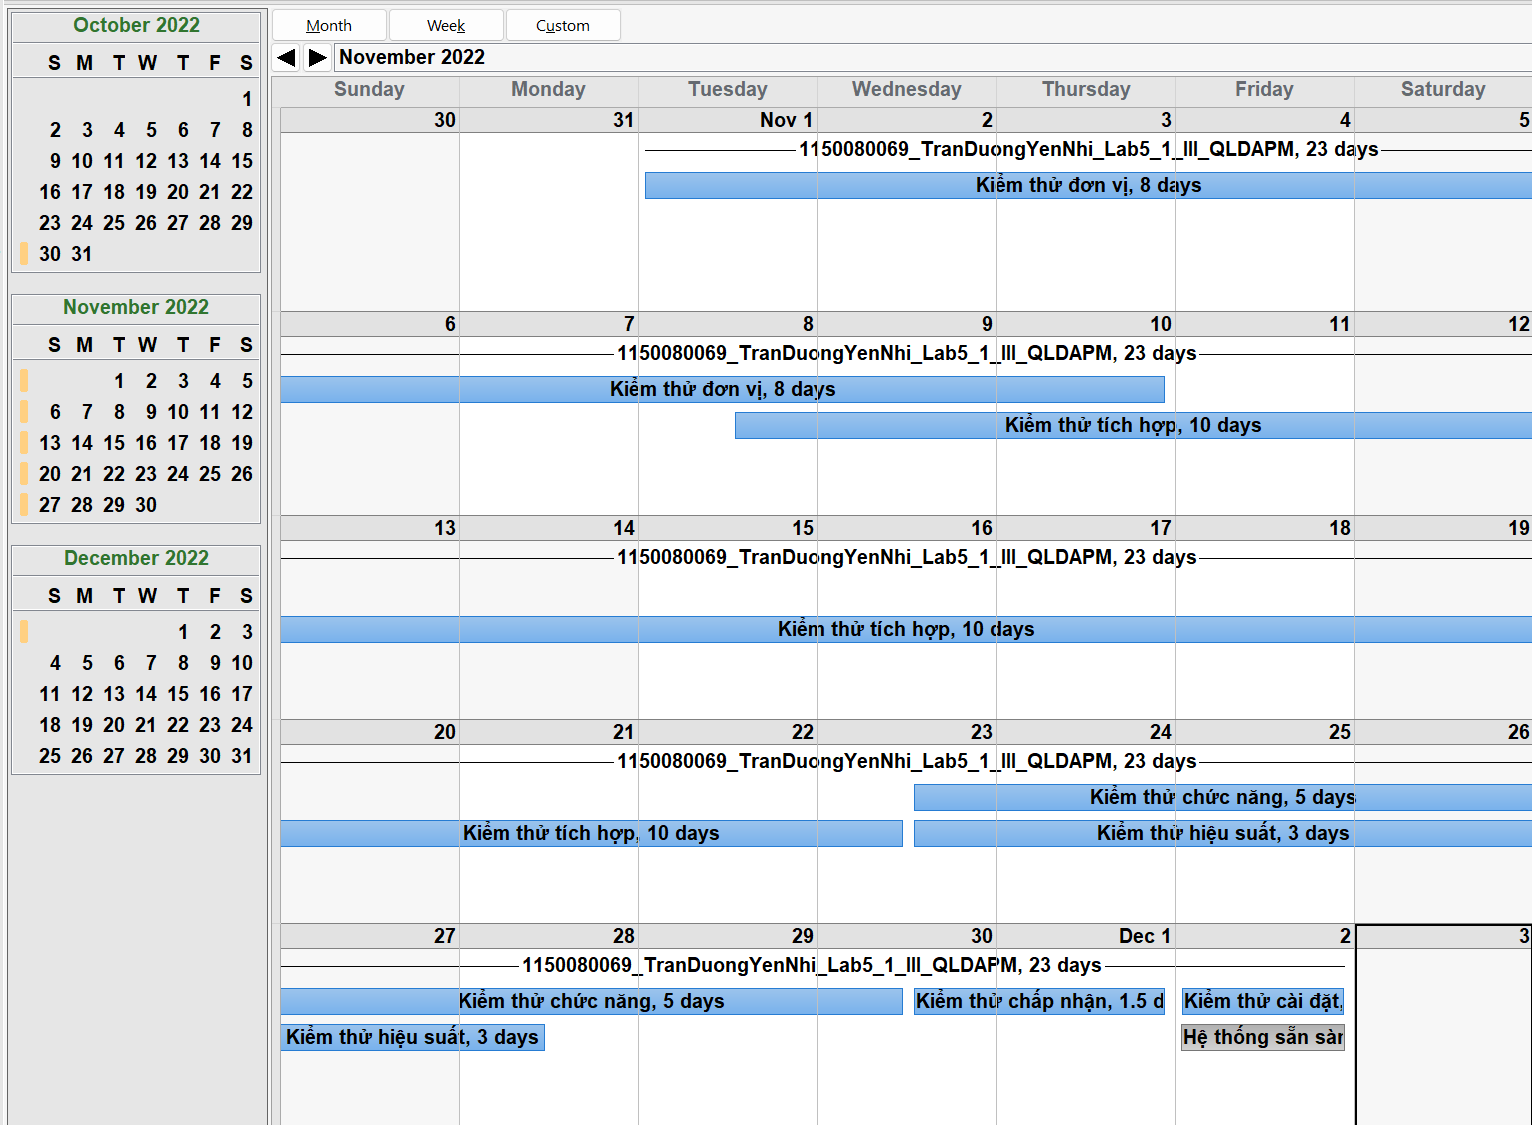 October 2022
S M T W T F S
1
2 3 4 5 6 7 8
9 10 11 12 13 14 15
16 17 18 19 20 21 22
23 24 25 26 27 28 29
30 31
November 2022
S M T W T F S
1 2 3 4 5
6 7 8 9 10 11 12
13 14 15 16 17 18 19
20 21 22 23 24 25 26
27 28 29 30
December 2022
S M T W T F S
1 2 3
4 5 6 7 8 9 10
11 12 13 14 15 16 17
18 19 20 21 22 23 24
25 26 27 28 29 30 31
Month Week Custom
November 2022
Sunday Monday Tuesday Wednesday Thursday Friday Saturday
30 31 Nov 1 2 3 4 5
1150080069_TranDuongYenNhi_Lab5_1_III_QLDAPM, 23 days
Kiểm thử đơn vị, 8 days
6 7 8 9 10 11 12
1150080069_TranDuongYenNhi_Lab5_1_III_QLDAPM, 23 days
Kiểm thử đơn vị, 8 days
Kiểm thử tích hợp, 10 days
13 14 15 16 17 18 19
1150080069_TranDuongYenNhi_Lab5_1_III_QLDAPM, 23 days
Kiểm thử tích hợp, 10 days
20 21 22 23 24 25 26
1150080069_TranDuongYenNhi_Lab5_1_III_QLDAPM, 23 days
Kiểm thử chức năng, 5 days
Kiểm thử tích hợp, 10 days Kiểm thử hiệu suất, 3 days
27 28 29 30 Dec 1 2 3
1150080069_TranDuongYenNhi_Lab5_1_III_QLDAPM, 23 days
Kiểm thử chức năng, 5 days Kiểm thử chấp nhận, 1.5 d Kiểm thử cài đặt,
Kiểm thử hiệu suất, 3 days Hệ thống sẵn sàn